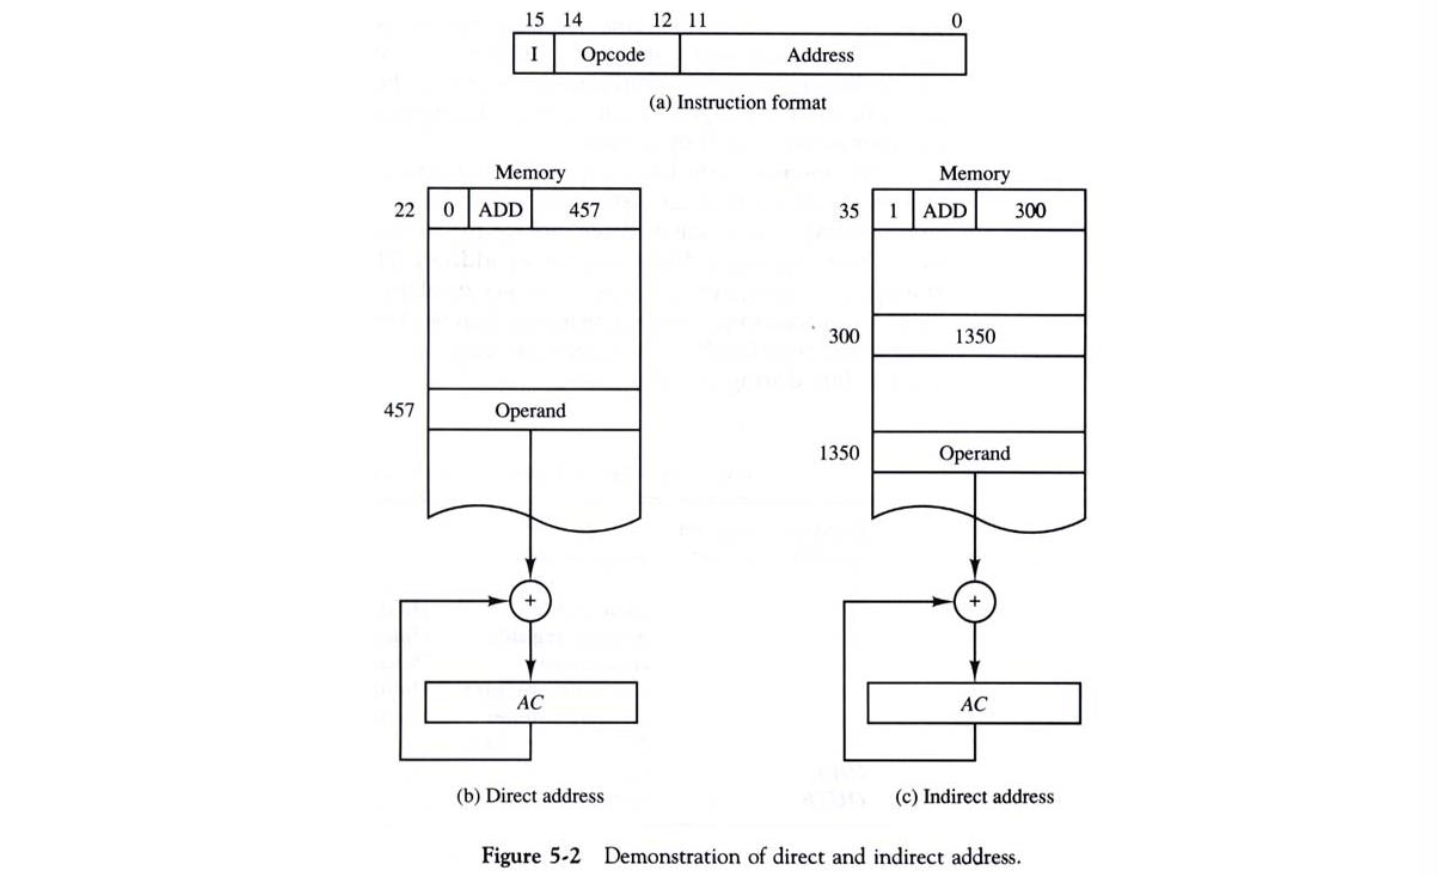 15 14 12 11 0
I Opcode Address
(a) Instruction format
Memory
22 0 ADD 457
457 Operand
+
AC
(b) Direct address
Memory
35 1 ADD 300
300 1350
1350 Operand
+
AC
(c) Indirect address
Figure 5-2 Demonstration of direct and indirect address.